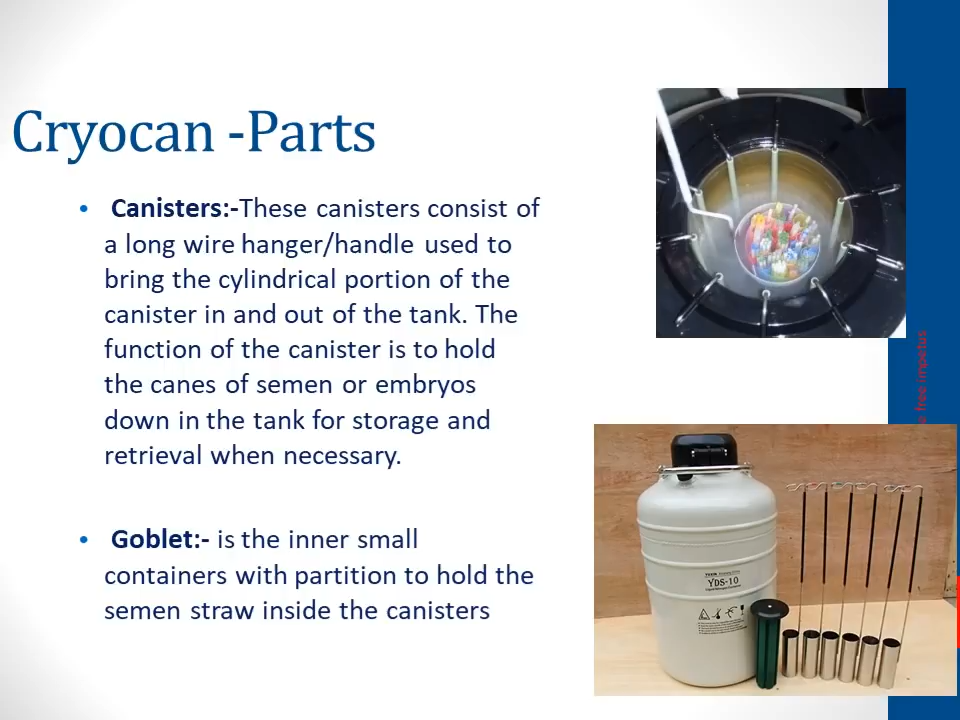 Cryocan -Parts
• Canisters:-These canisters consist of
a long wire hanger/handle used to
bring the cylindrical portion of the
canister in and out of the tank. The
function of the canister is to hold
the canes of semen or embryos
down in the tank for storage and
retrieval when necessary.
• Goblet:- is the inner small
containers with partition to hold the
semen straw inside the canisters
free impetus
YDS-10